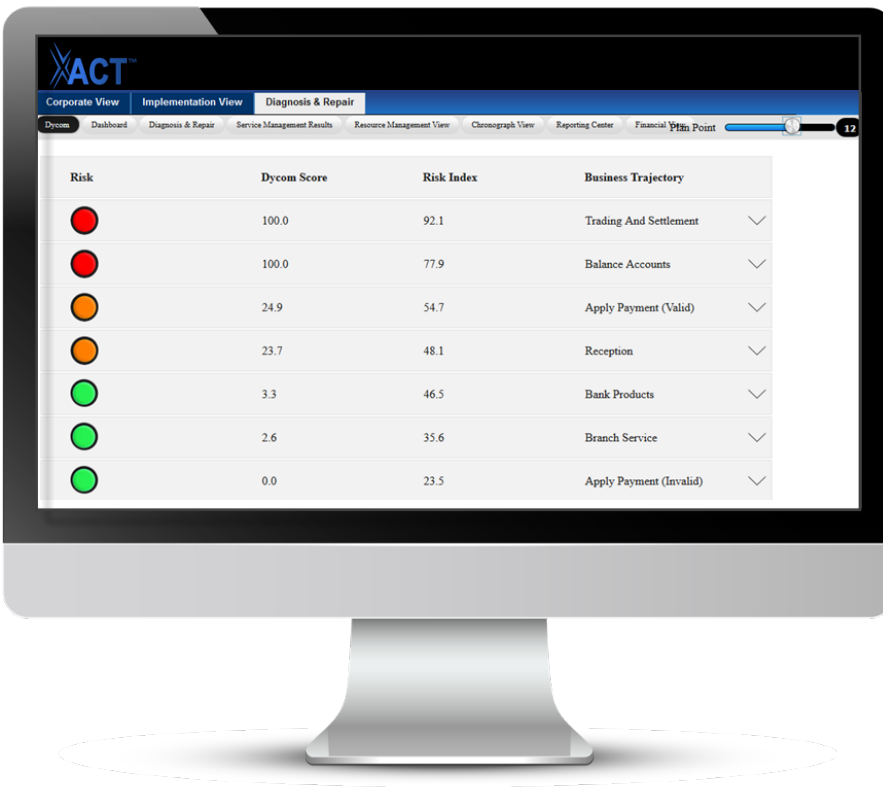 XACT™
Corporate View Implementation View Diagnosis & Repair
Dycom Dashboard Diagnosis & Repair Service Management Results Resource Management View Chronograph View Reporting Center Financial View Plan Point 12
Risk Dycom Score Risk Index Business Trajectory
100.0 92.1 Trading And Settlement
100.0 77.9 Balance Accounts
24.9 54.7 Apply Payment (Valid)
23.7 48.1 Reception
3.3 46.5 Bank Products
2.6 35.6 Branch Service
0.0 23.5 Apply Payment (Invalid)